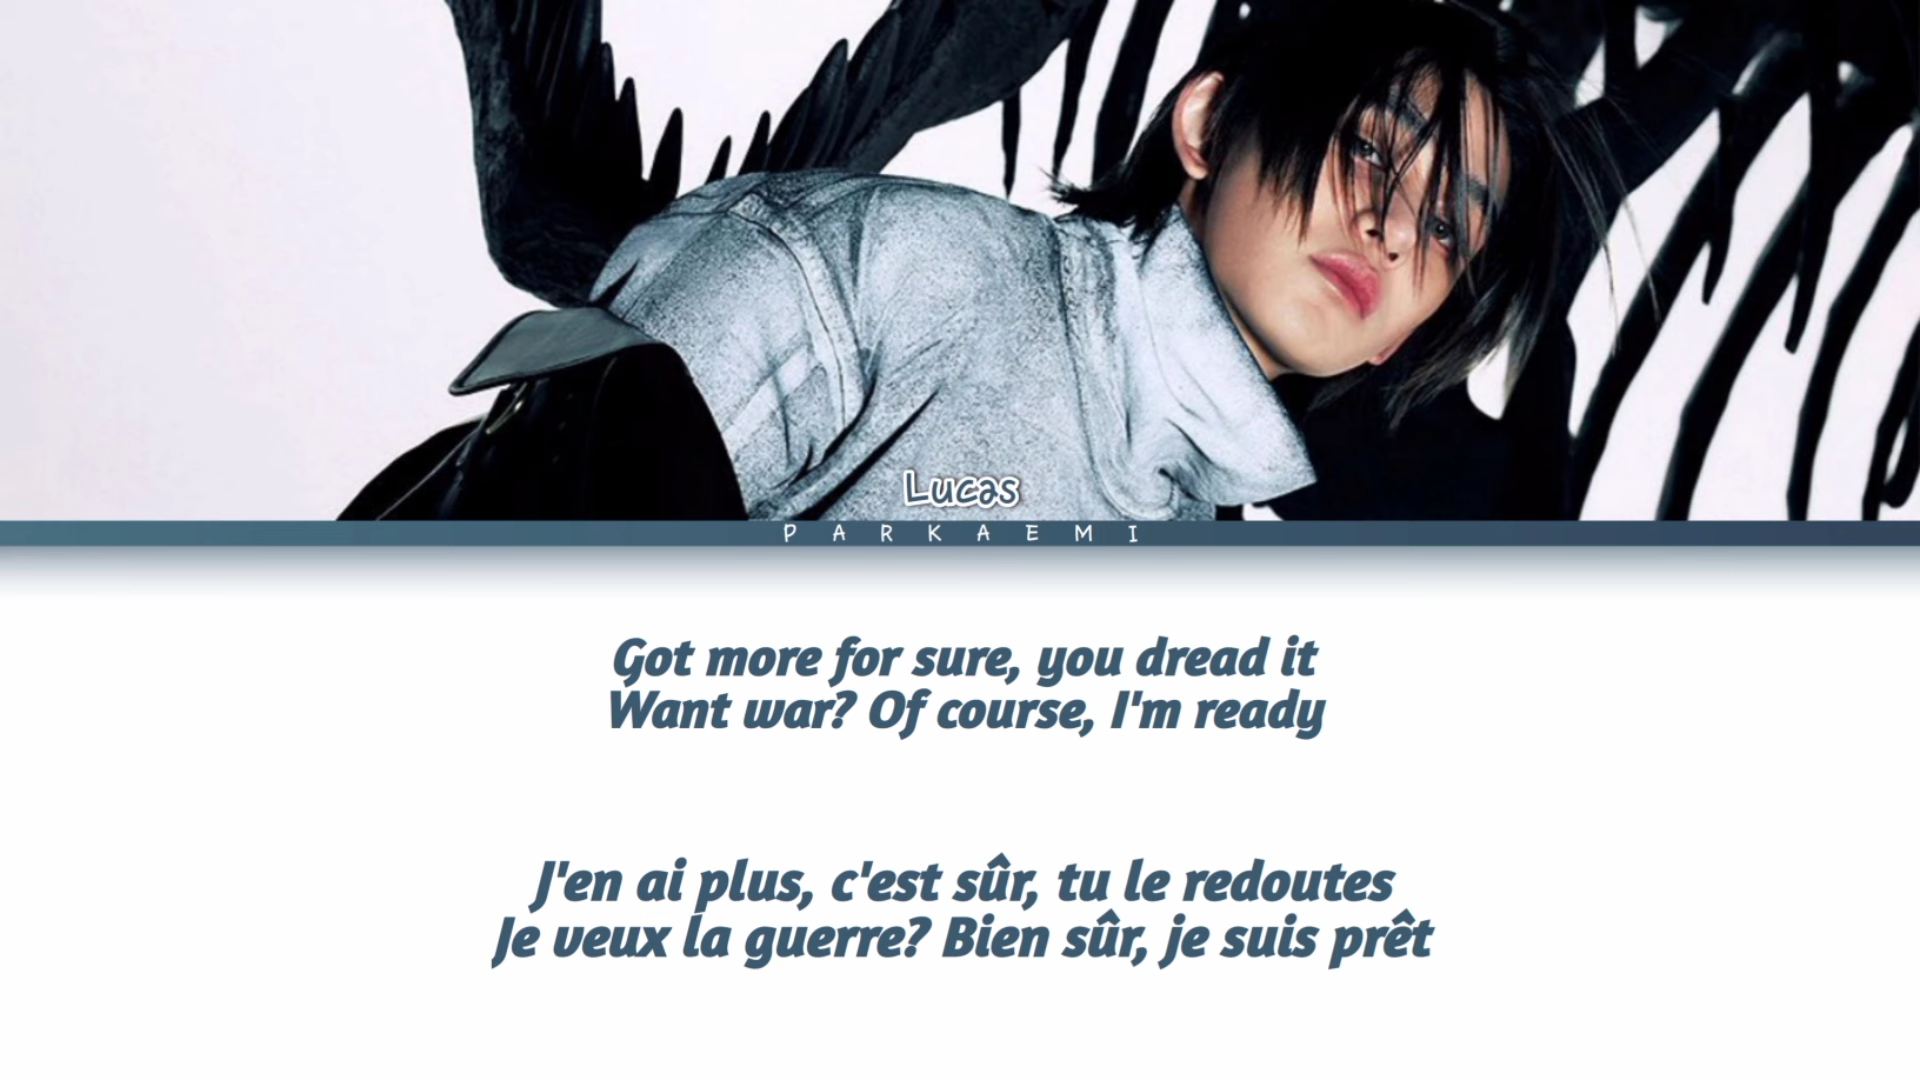 Lucas
PARKAEMI
Got more for sure, you dread it
Want war? Of course, I'm ready
J'en ai plus, c'est sûr, tu le redoutes
Je veux la guerre? Bien sûr, je suis prêt